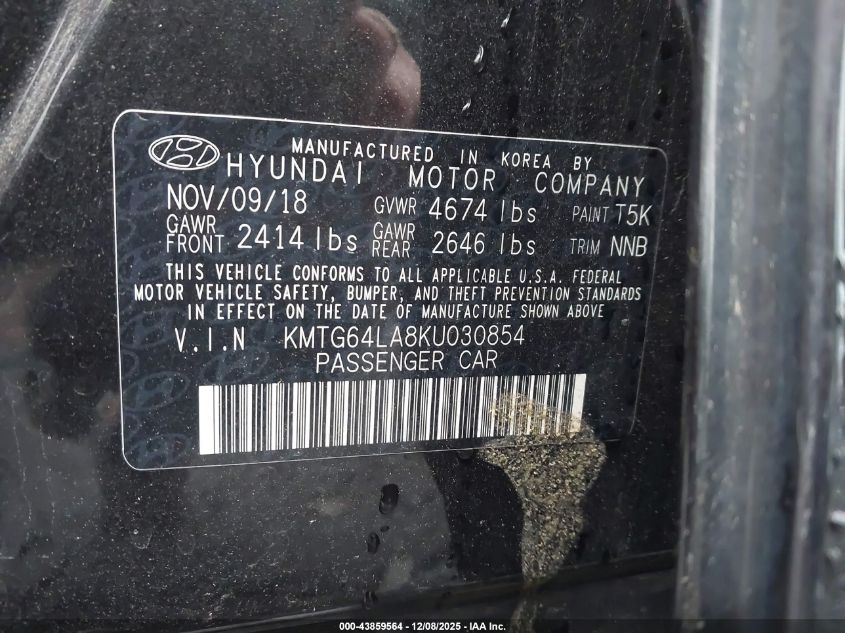 MANUFACTURED IN KOREA BY
HYUNDAI MOTOR COMPANY
NOV/09/18 GVWR 4674 lbs PAINT T5K
GAWR FRONT 2414 lbs GAWR REAR 2646 lbs TRIM NNB
THIS VEHICLE CONFORMS TO ALL APPLICABLE U.S.A. FEDERAL
MOTOR VEHICLE SAFETY, BUMPER, AND THEFT PREVENTION STANDARDS
IN EFFECT ON THE DATE OF MANUFACTURE SHOWN ABOVE.
V.I.N KMTG64LA8KU030854
PASSENGER CAR
000-43859564 - 12/08/2025 - IAA Inc.